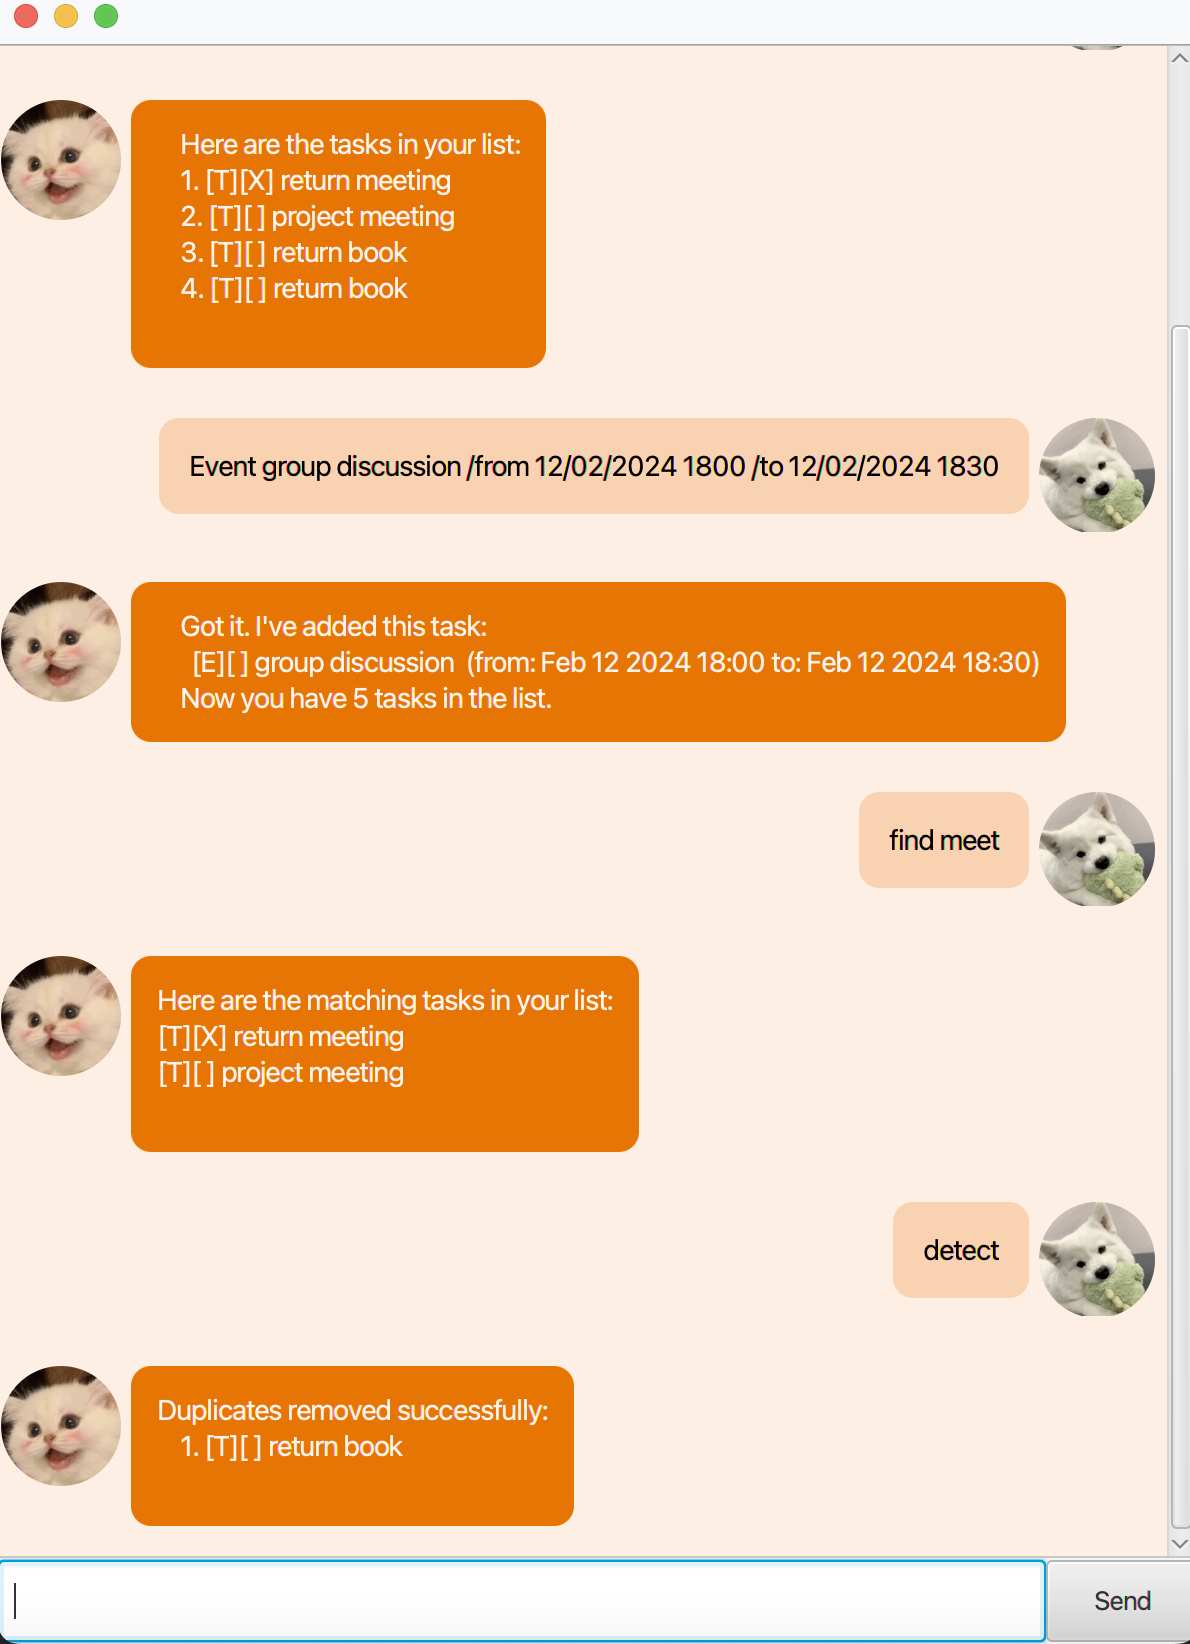 Here are the tasks in your list:
1. [T][X] return meeting
2. [T][ ] project meeting
3. [T][ ] return book
4. [T][ ] return book
Event group discussion /from 12/02/2024 1800 /to 12/02/2024 1830
Got it. I've added this task:
[E][ ] group discussion  (from: Feb 12 2024 18:00 to: Feb 12 2024 18:30)
Now you have 5 tasks in the list.
find meet
Here are the matching tasks in your list:
[T][X] return meeting
[T][ ] project meeting
detect
Duplicates removed successfully:
1. [T][ ] return book
Send